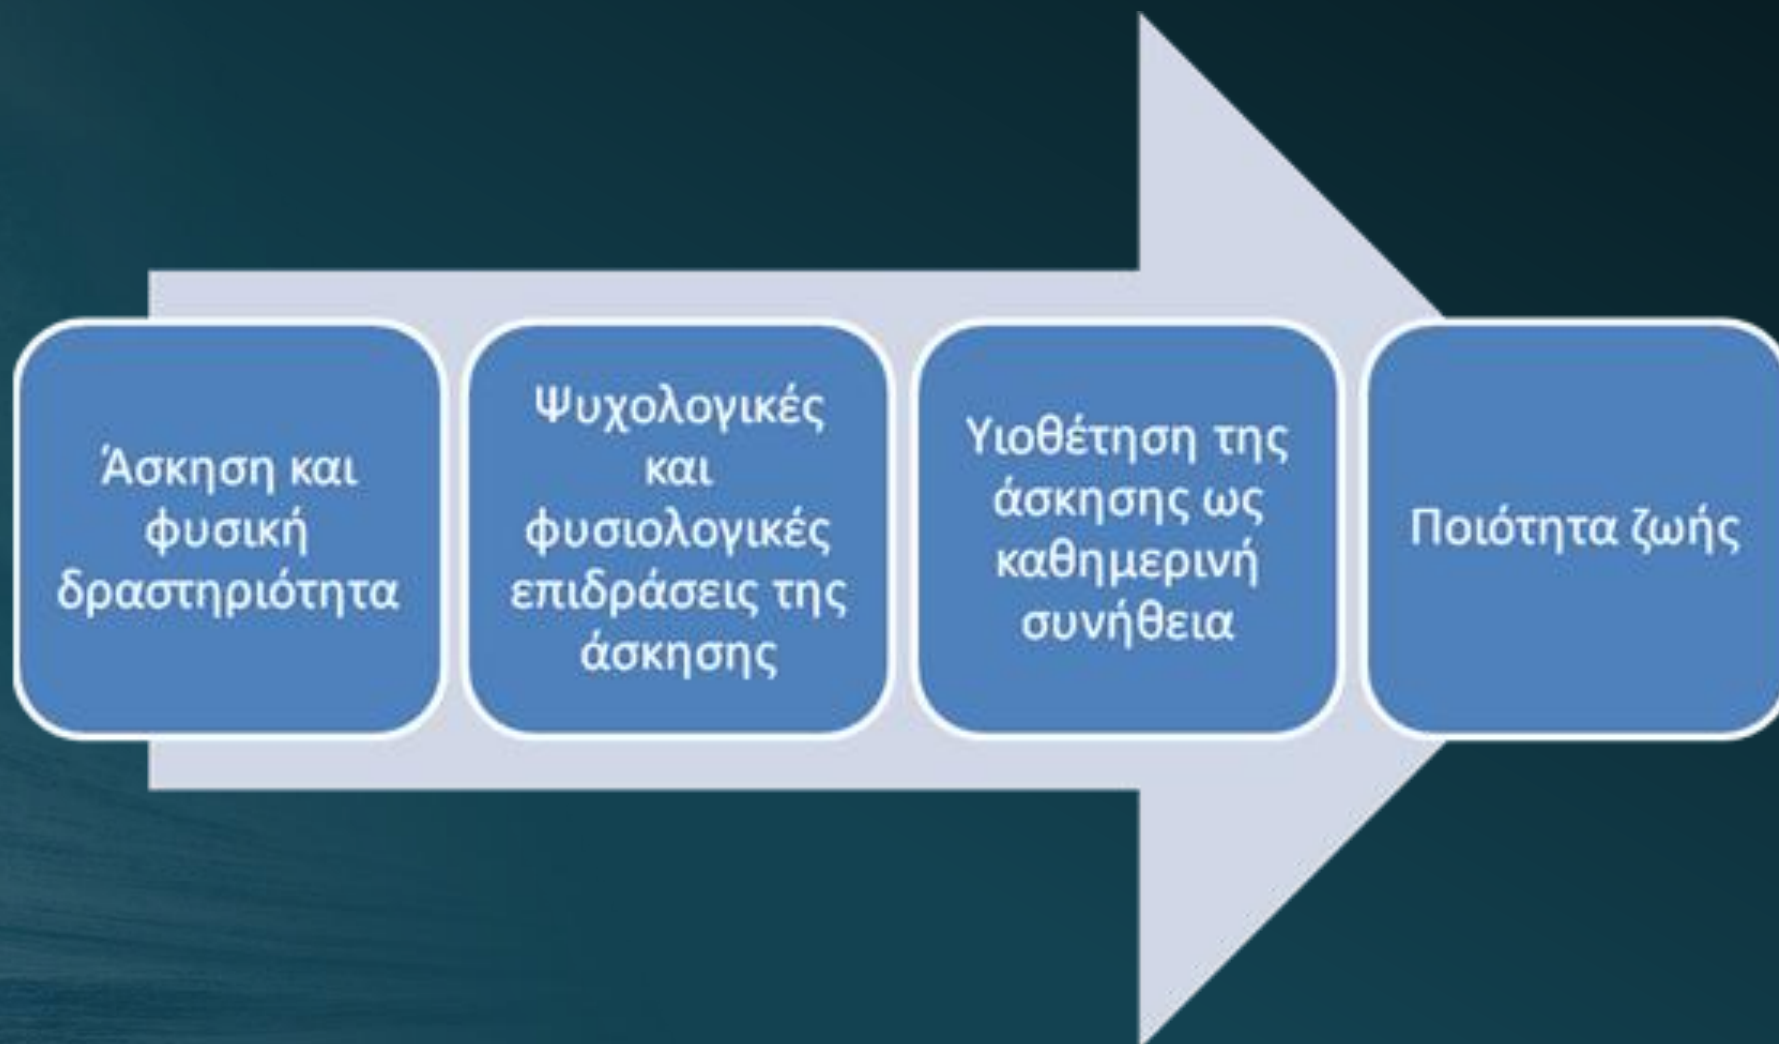 Άσκηση και
φυσική
δραστηριότητα
Ψυχολογικές
και
φυσιολογικές
επιδράσεις της
άσκησης
Υιοθέτηση της
άσκησης ως
καθημερινή
συνήθεια
Ποιότητα ζωής